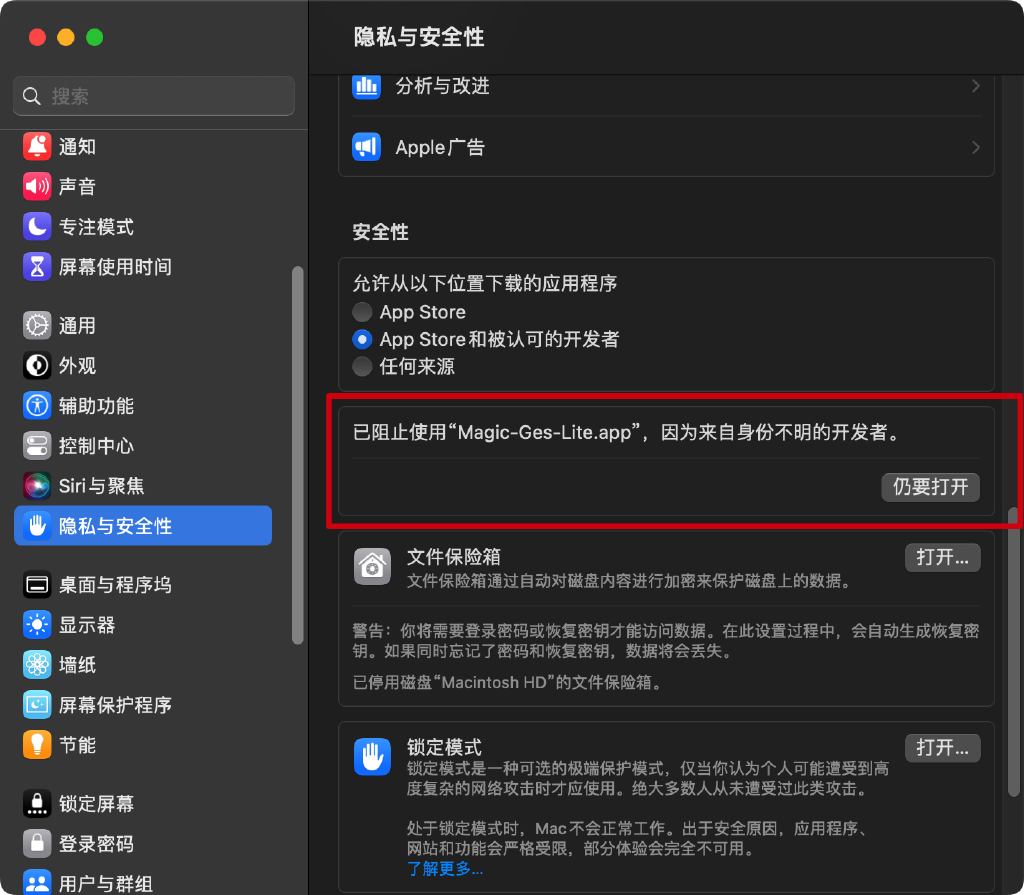 隐私与安全性
搜索
通知
声音
专注模式
屏幕使用时间
通用
外观
辅助功能
控制中心
Siri与聚焦
隐私与安全性
桌面与程序坞
显示器
墙纸
屏幕保护程序
节能
锁定屏幕
登录密码
用户与群组
分析与改进
Apple广告
安全性
允许从以下位置下载的应用程序
App Store
App Store和被认可的开发者
任何来源
已阻止使用“Magic-Ges-Lite.app”，因为来自身份不明的开发者。
仍要打开
文件保险箱
打开...
文件保险箱通过自动对磁盘内容进行加密来保护磁盘上的数据。
警告：你将需要登录密码或恢复密钥才能访问数据。在此设置过程中，会自动生成恢复密
钥。如果同时忘记了密码和恢复密钥，数据将会丢失。
已停用磁盘“Macintosh HD”的文件保险箱。
锁定模式
打开...
锁定模式是一种可选的极端保护模式，仅当你认为个人可能遭受到高
度复杂的网络攻击时才应使用。绝大多数人从未遭受过此类攻击。
处于锁定模式时，Mac不会正常工作。出于安全原因，应用程序、
网站和功能会严格受限，部分体验会完全不可用。
了解更多...